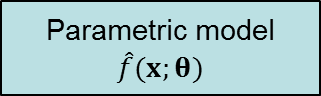 Parametric model
f̂(𝐱; 𝛉)